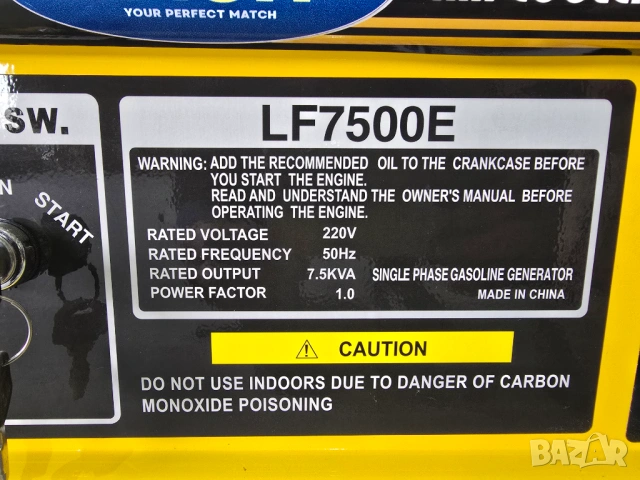 YOUR PERFECT MATCH
SW.
START
LF7500E
WARNING: ADD THE RECOMMENDED OIL TO THE CRANKCASE BEFORE
YOU START THE ENGINE.
READ AND UNDERSTAND THE OWNER'S MANUAL BEFORE
OPERATING THE ENGINE.
RATED VOLTAGE 220V
RATED FREQUENCY 50Hz
RATED OUTPUT 7.5KVA SINGLE PHASE GASOLINE GENERATOR
POWER FACTOR 1.0 MADE IN CHINA
CAUTION
DO NOT USE INDOORS DUE TO DANGER OF CARBON
MONOXIDE POISONING
BAZAR